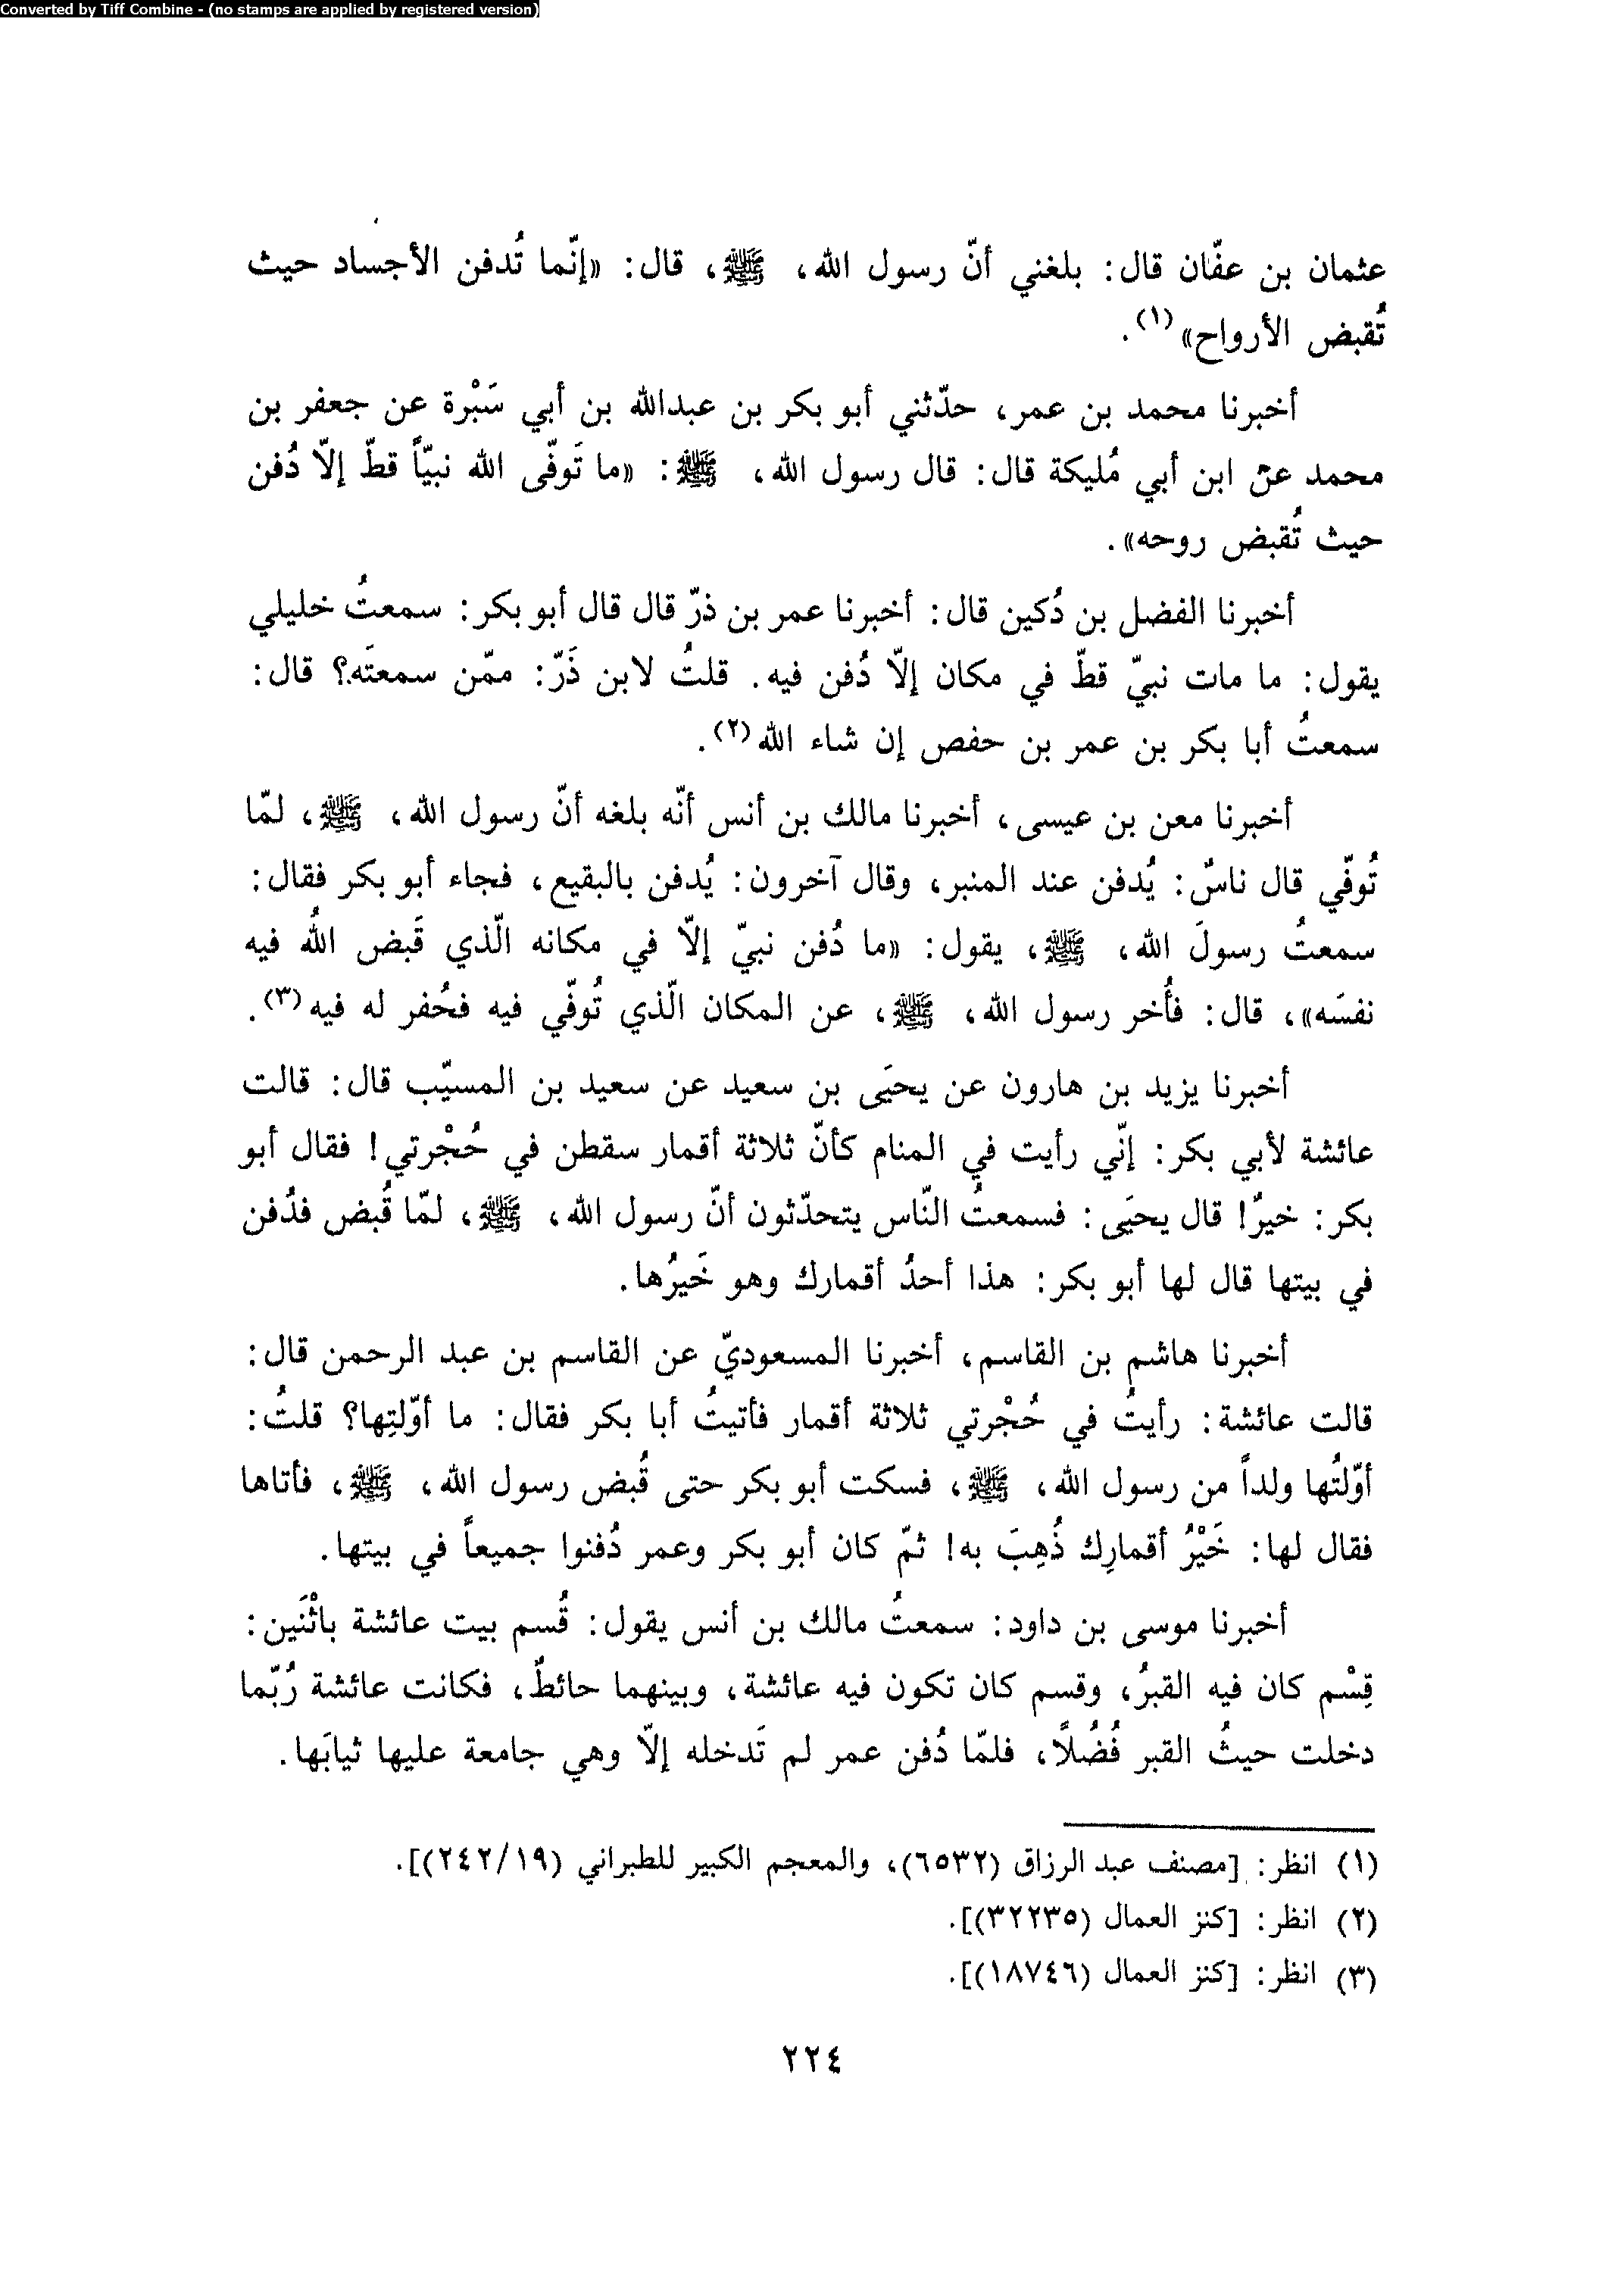 Converted by Tiff Combine - (no stamps are applied by registered version)
عثمان بن عفّان قال: بلغني أنّ رسول الله، ﷺ، قال: «إنّما تُدفن الأجساد حيث
تُقبض الأرواح»(١).
أخبرنا محمد بن عمر، حدّثني أبو بكر بن عبدالله بن أبي سَبْرة عن جعفر بن
محمد عن ابن أبي مُليكة قال: قال رسول الله، ﷺ: «ما تَوفّى الله نبيّاً قطّ إلاّ دُفن
حيث تُقبض روحه».
أخبرنا الفضل بن دُكين قال: أخبرنا عمر بن ذرّ قال قال أبو بكر: سمعتُ خليلي
يقول: ما مات نبيّ قطّ في مكان إلاّ دُفن فيه. قلتُ لابن ذَرّ: ممّن سمعتَه؟ قال:
سمعتُ أبا بكر بن عمر بن حفص إن شاء الله(٢).
أخبرنا معن بن عيسى، أخبرنا مالك بن أنس أنّه بلغه أنّ رسول الله، ﷺ، لمّا
تُوفّي قال ناسٌ: يُدفن عند المنبر، وقال آخرون: يُدفن بالبقيع، فجاء أبو بكر فقال:
سمعتُ رسولَ الله، ﷺ، يقول: «ما دُفن نبيّ إلاّ في مكانه الّذي قَبض اللهُ فيه
نفسَه»، قال: فأُخر رسول الله، ﷺ، عن المكان الّذي تُوفّي فيه فحُفر له فيه(٣).
أخبرنا يزيد بن هارون عن يحيَى بن سعيد عن سعيد بن المسيّب قال: قالت
عائشة لأبي بكر: إنّي رأيت في المنام كأنّ ثلاثة أقمار سقطن في حُجْرتي! فقال أبو
بكر: خيرٌ! قال يحيَى: فسمعتُ النّاس يتحدّثون أنّ رسول الله، ﷺ، لمّا قُبض فدُفن
في بيتها قال لها أبو بكر: هذا أحدُ أقمارك وهو خَيرُها.
أخبرنا هاشم بن القاسم، أخبرنا المسعوديّ عن القاسم بن عبد الرحمن قال:
قالت عائشة: رأيتُ في حُجْرتي ثلاثة أقمار فأتيتُ أبا بكر فقال: ما أوّلتِها؟ قلتُ:
أوّلتُها ولداً من رسول الله، ﷺ، فسكت أبو بكر حتى قُبض رسول الله، ﷺ، فأتاها
فقال لها: خَيْرُ أقمارِك ذُهِبَ به! ثمّ كان أبو بكر وعمر دُفنوا جميعاً في بيتها.
أخبرنا موسى بن داود: سمعتُ مالك بن أنس يقول: قُسم بيت عائشة باثْنَين:
قِسْم كان فيه القبرُ، وقسم كان تكون فيه عائشة، وبينهما حائطٌ، فكانت عائشة رُبّما
دخلت حيثُ القبر فُضُلًا، فلمّا دُفن عمر لم تَدخله إلاّ وهي جامعة عليها ثيابَها.
(١) انظر: [مصنف عبد الرزاق (٦٥٣٢)، والمعجم الكبير للطبراني (٢٤٢/١٩)].
(٢) انظر: [كنز العمال (٣٢٢٣٥)].
(٣) انظر: [كنز العمال (١٨٧٤٦)].
٢٢٤